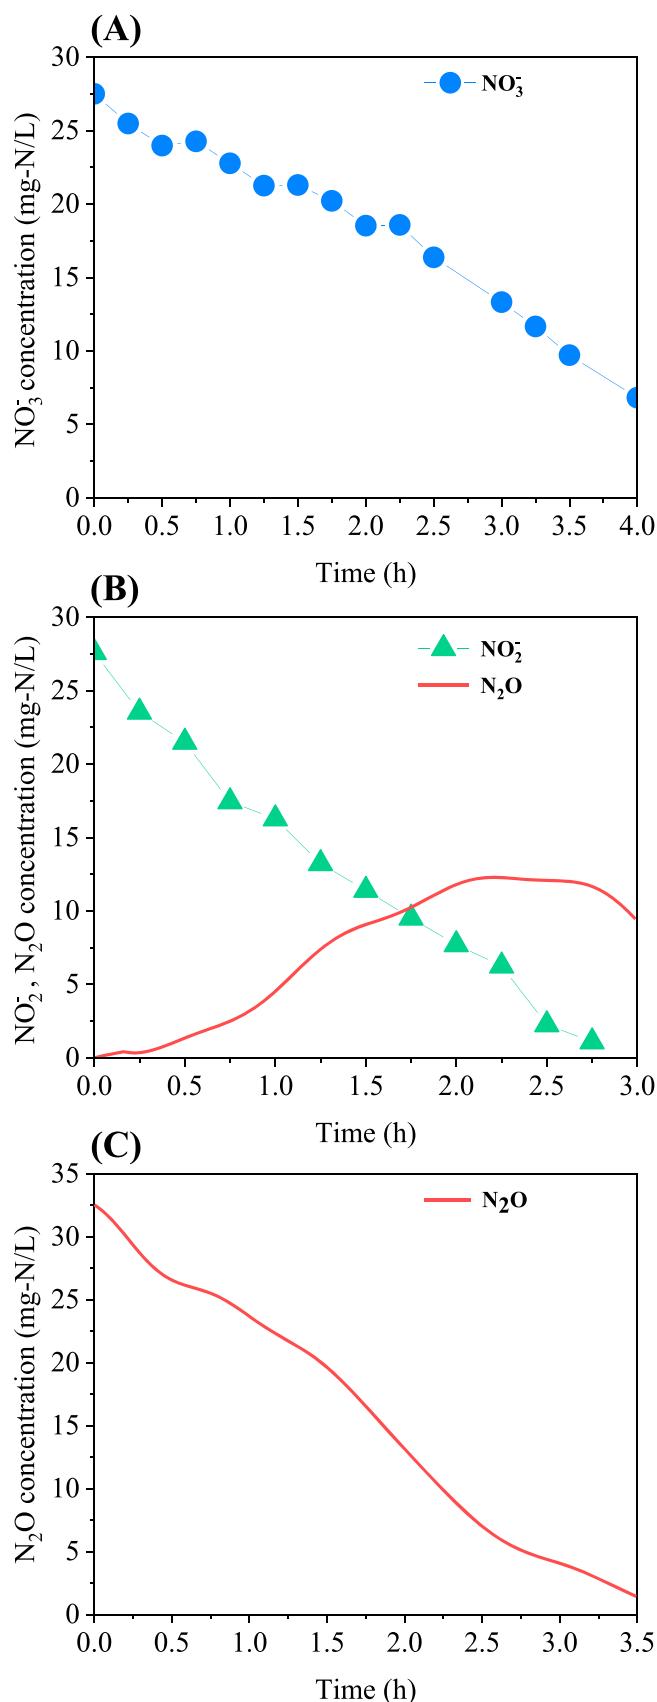 (A)
NO₃⁻
NO₃⁻ concentration (mg-N/L)
30
25
20
15
10
5
0
0.0 0.5 1.0 1.5 2.0 2.5 3.0 3.5 4.0
Time (h)
(B)
NO₂⁻
N₂O
NO₂⁻, N₂O concentration (mg-N/L)
30
25
20
15
10
5
0
0.0 0.5 1.0 1.5 2.0 2.5 3.0
Time (h)
(C)
N₂O
N₂O concentration (mg-N/L)
35
30
25
20
15
10
5
0
0.0 0.5 1.0 1.5 2.0 2.5 3.0 3.5
Time (h)